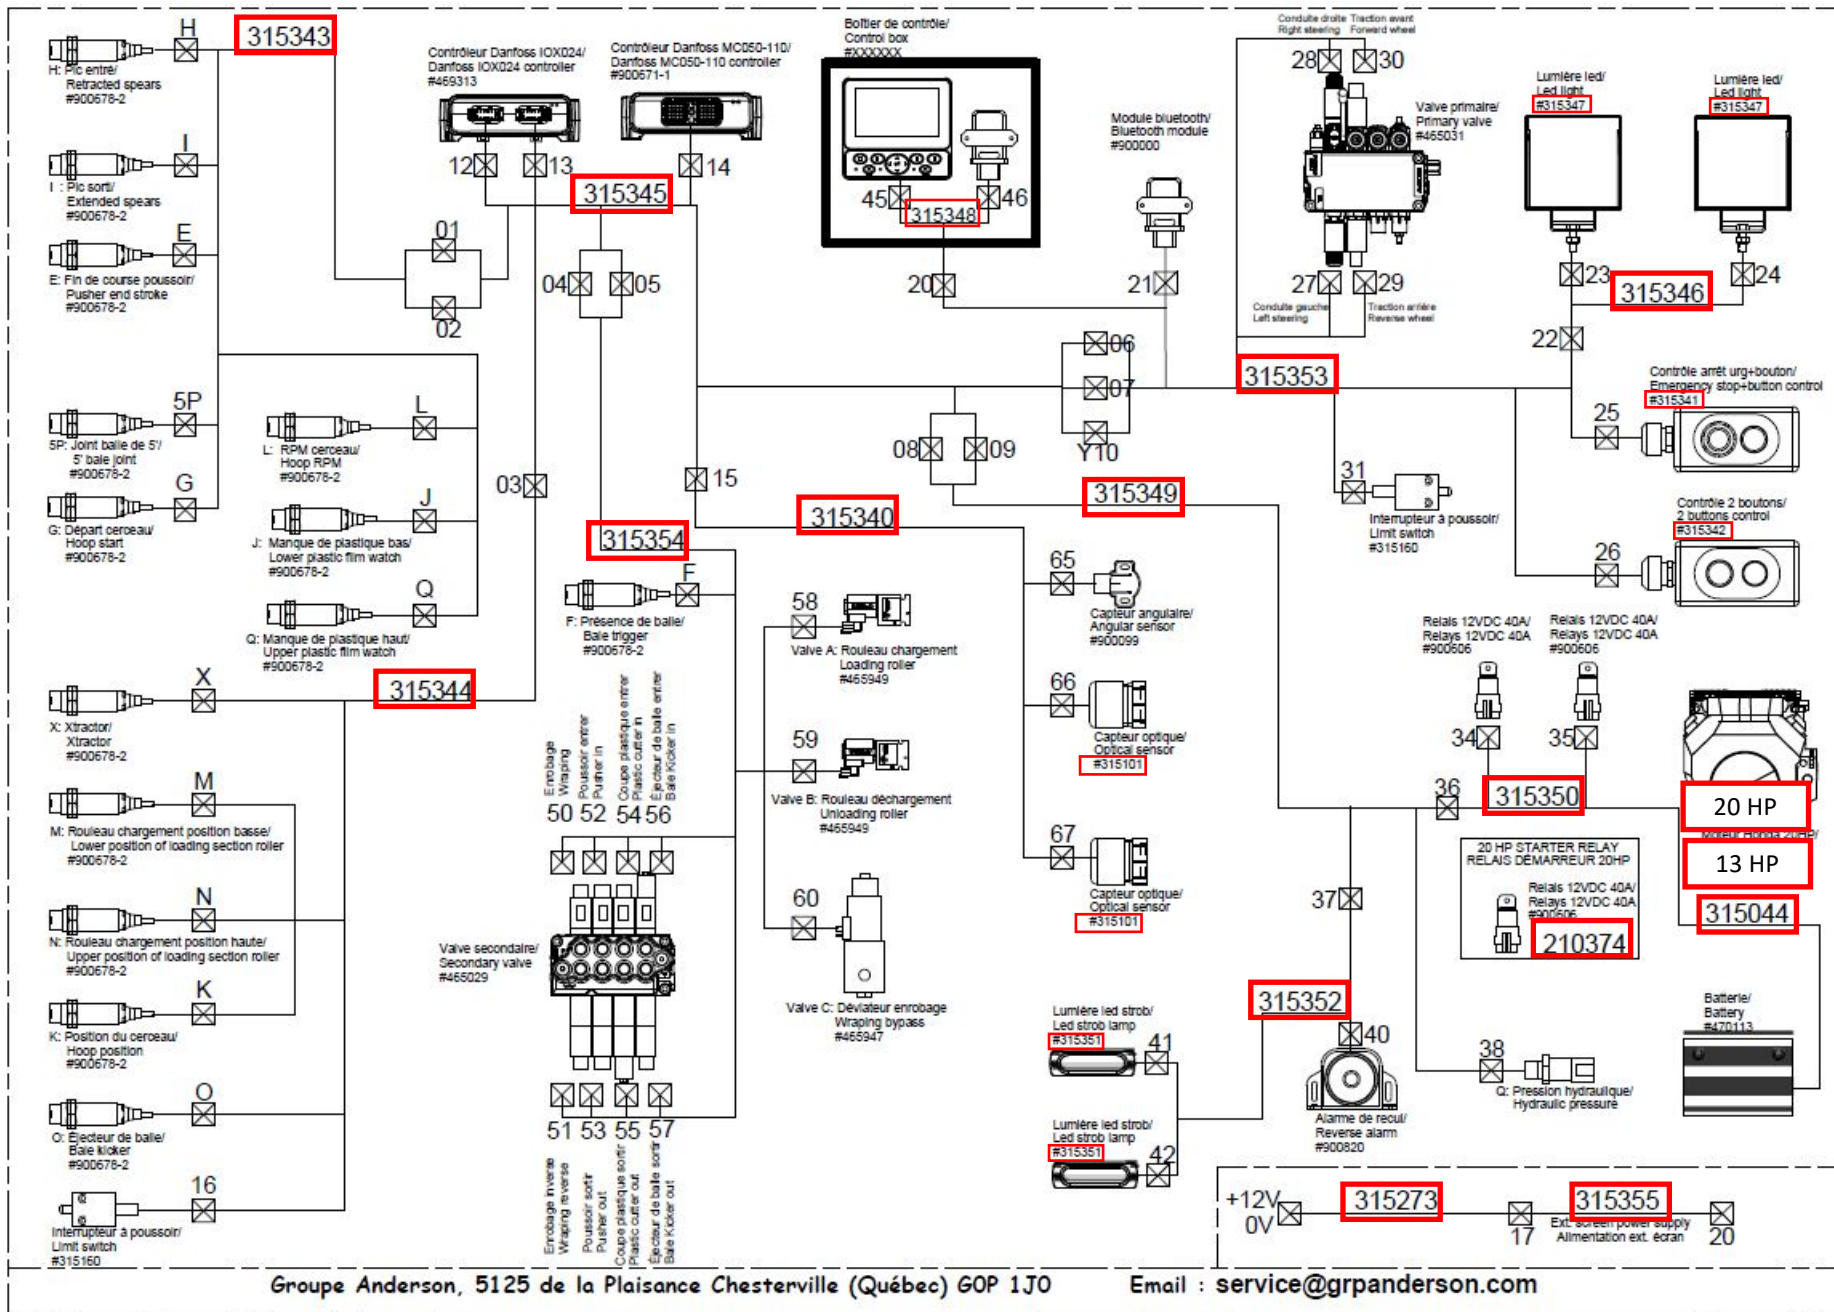 315343
H
H: Pic entré/
Retracted spears
#900678-2
I
I : Pic sorti/
Extended spears
#900678-2
E
E: Fin de course poussoir/
Pusher end stroke/
#900678-2
5P
5P: Joint balle de 5'/
5' bale joint
#900678-2
G
G: Départ cerceau/
Hoop start
#900678-2
L
L: RPM cerceau/
Hoop RPM
#900678-2
J
J: Manque de plastique bas/
Lower plastic film watch
#900678-2
Q
Q: Manque de plastique haut/
Upper plastic film watch
#900678-2
Contrôleur Danfoss IOX024/
Danfoss IOX024 controller
#469313
Contrôleur Danfoss MC050-110/
Danfoss MC050-110 controller
#900671-1
12
13
14
315345
01
02
03
04
05
Boîtier de contrôle/
Control box
#XXXXXX
45
46
315348
20
Module bluetooth/
Bluetooth module
#900000
21
Conduite droite
Right steering
Traction avant
Forward wheel
28
30
Valve primaire/
Primary valve
#465031
27
29
Conduite gauche
Left steering
Traction arrière
Reverse wheel
Lumière led/
Led light
#315347
Lumière led/
Led light
#315347
23
24
315346
22
06
07
Y10
315353
Contrôle arrêt urg+bouton/
Emergency stop+button control
#315341
25
Contrôle 2 boutons/
2 buttons control
#315342
26
31
Interrupteur à poussoir/
Limit switch
#315160
08
09
15
315349
315340
315354
F
F: Présence de balle/
Bale trigger
#900678-2
58
Valve A: Rouleau chargement
Loading roller
#465949
59
Valve B: Rouleau déchargement
Unloading roller
#465949
60
Valve C: Déviateur enrobage
Wraping bypass
#465947
65
Capteur angulaire/
Angular sensor
#900099
66
Capteur optique/
Optical sensor
#315101
67
Capteur optique/
Optical sensor
#315101
Relais 12VDC 40A/
Relays 12VDC 40A
#900606
Relais 12VDC 40A/
Relays 12VDC 40A
#900606
34
35
36
315350
20 HP
Moteur Honda 20HP/
13 HP
20 HP STARTER RELAY
RELAIS DÉMARREUR 20HP
Relais 12VDC 40A/
Relays 12VDC 40A
#900606
210374
315044
Batterie/
Battery
#470113
37
38
Q: Pression hydraulique/
Hydraulic pressure
315352
40
Alarme de recul/
Reverse alarm
#900820
Lumière led strob/
Led strob lamp
#315351
41
Lumière led strob/
Led strob lamp
#315351
42
315344
X
X: Xtractor/
Xtractor
#900678-2
M
M: Rouleau chargement position basse/
Lower position of loading section roller
#900678-2
N
N: Rouleau chargement position haute/
Upper position of loading section roller
#900678-2
K
K: Position du cerceau/
Hoop position
#900678-2
O
O: Éjecteur de balle/
Bale kicker
#900678-2
16
Interrupteur à poussoir/
Limit switch
#315160
Enrobage
Wraping
Poussoir entrer
Pusher in
Coupe plastique entrer
Plastic cutter in
Éjecteur de balle entrer
Bale Kicker in
50 52 54 56
Valve secondaire/
Secondary valve
#465029
51 53 55 57
Enrobage inverse
Wraping reverse
Poussoir sortir
Pusher out
Coupe plastique sortir
Plastic cutter out
Éjecteur de balle sortir
Bale Kicker out
+12V
0V
315273
17
315355
Ext. screen power supply
Alimentation ext. écran
20
Groupe Anderson, 5125 de la Plaisance Chesterville (Québec) G0P 1J0 Email : service@grpanderson.com